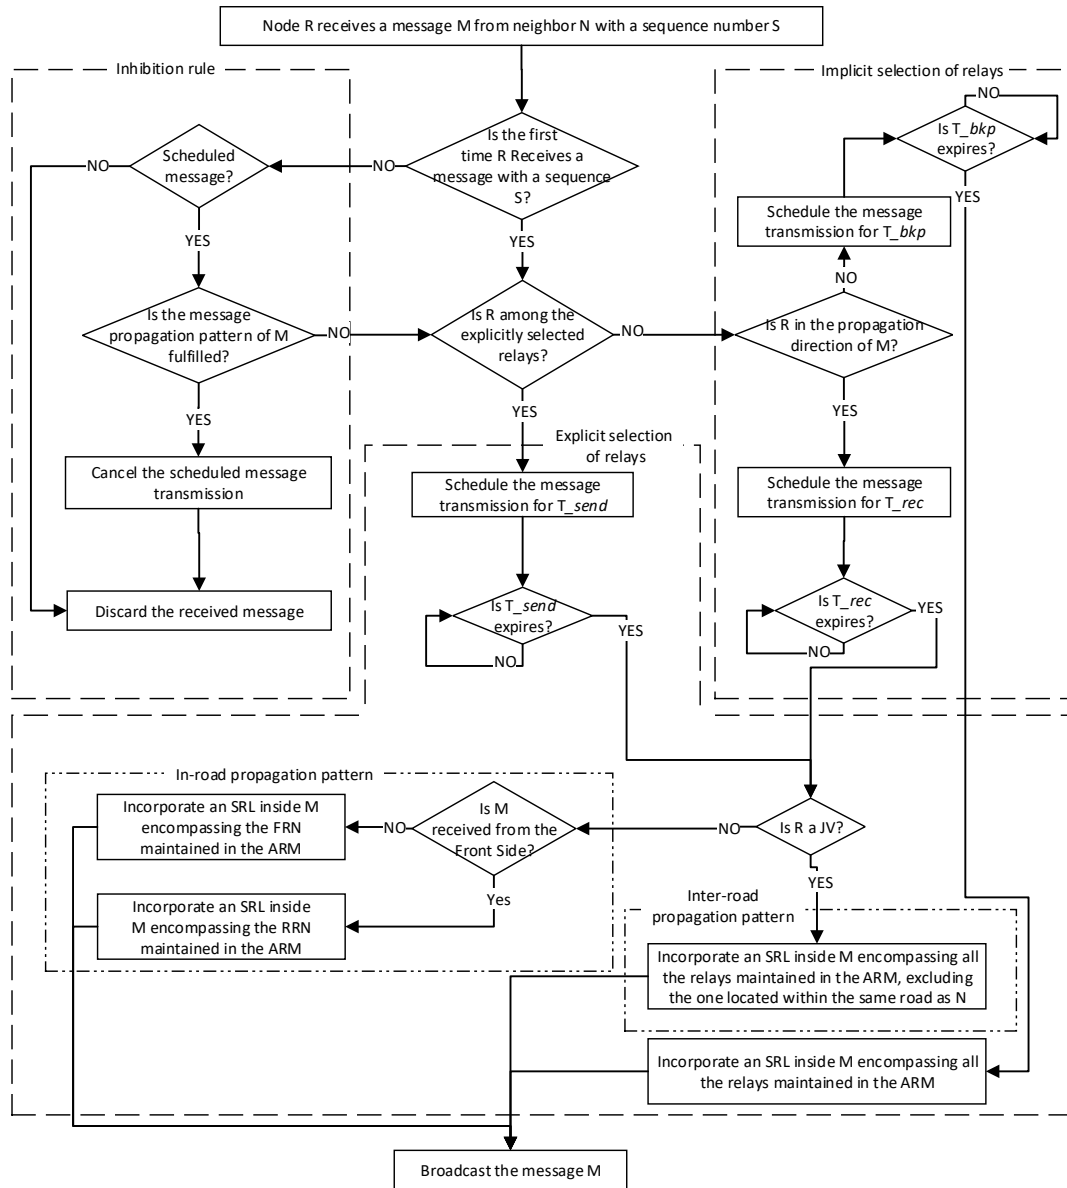 Node R receives a message M from neighbor N with a sequence number S
Inhibition rule
Implicit selection of relays
NO
Is T_bkp
expires?
YES
Is the first
time R Receives a
message with a sequence
S?
NO
Scheduled
message?
NO
YES
YES
Schedule the message
transmission for T_bkp
NO
Is the message
propagation pattern of M
fulfilled?
NO
Is R among the
explicitly selected
relays?
NO
Is R in the propagation
direction of M?
YES
YES
YES
Explicit selection
of relays
Cancel the scheduled message
transmission
Schedule the message
transmission for T_send
Schedule the message
transmission for T_rec
Discard the received message
Is T_send
expires?
YES
NO
Is T_rec
expires?
YES
NO
In-road propagation pattern
Incorporate an SRL inside M
encompassing the FRN
maintained in the ARM
NO
Is M
received from the
Front Side?
NO
Is R a JV?
YES
Yes
Incorporate an SRL inside
M encompassing the RRN
maintained in the ARM
Inter-road
propagation pattern
Incorporate an SRL inside M encompassing all
the relays maintained in the ARM, excluding
the one located within the same road as N
Incorporate an SRL inside M encompassing all
the relays maintained in the ARM
Broadcast the message M